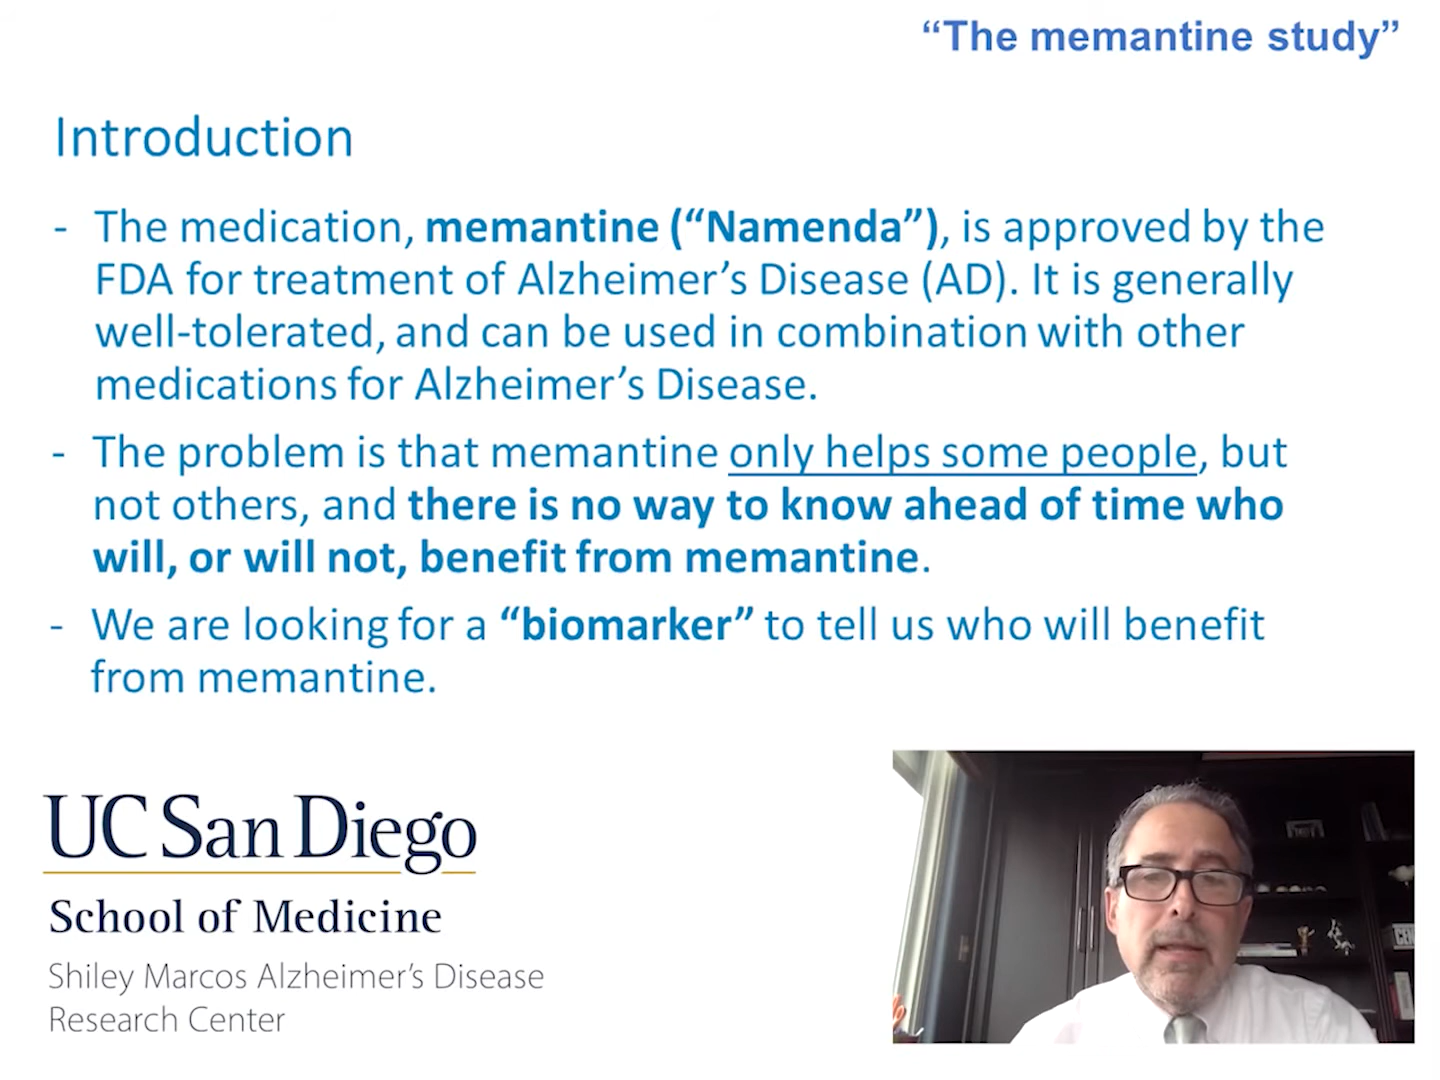 “The memantine study”
Introduction
- The medication, memantine (“Namenda”), is approved by the
FDA for treatment of Alzheimer’s Disease (AD). It is generally
well-tolerated, and can be used in combination with other
medications for Alzheimer’s Disease.
- The problem is that memantine only helps some people, but
not others, and there is no way to know ahead of time who
will, or will not, benefit from memantine.
- We are looking for a “biomarker” to tell us who will benefit
from memantine.
UC San Diego
School of Medicine
Shiley Marcos Alzheimer’s Disease
Research Center